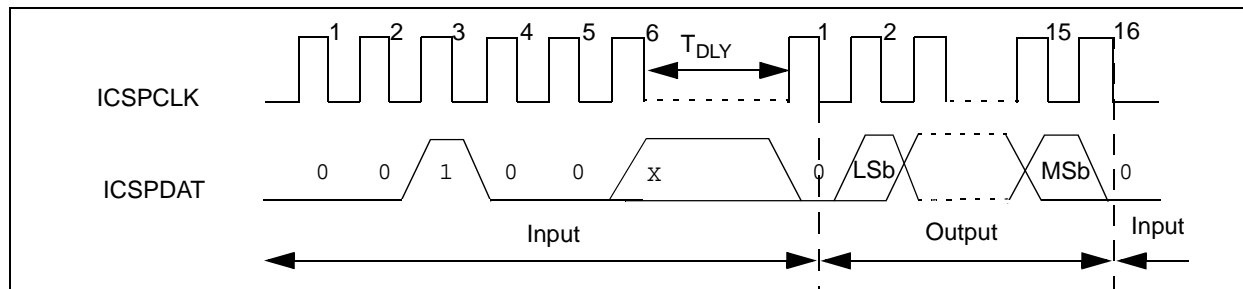 1 2 3 4 5 6 T_DLY 1 2 15 16
ICSPCLK
ICSPDAT 0 0 1 0 0 x 0 LSb MSb 0
Input Output Input